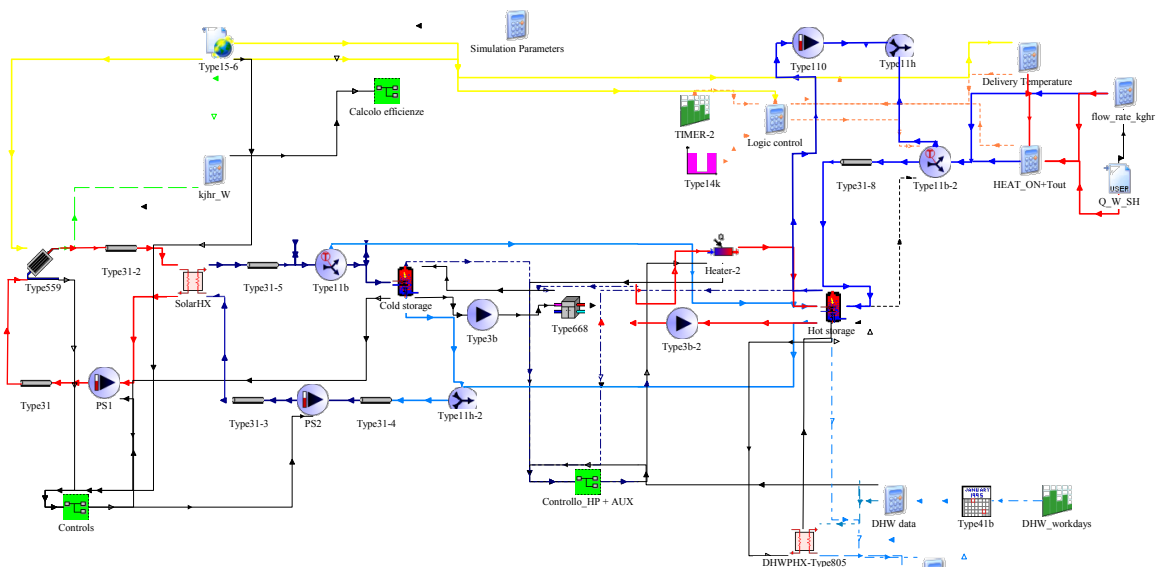 Simulation Parameters
Type15-6
Type110
Type11h
Delivery Temperature
Calcolo efficienze
TIMER-2
Logic control
flow_rate_kghr
Type14k
kjhr_W
Type31-8
Type11b-2
HEAT_ON+Tout
USER
Q_W_SH
Type559
Type31-2
SolarHX
Type31-5
Type11b
Cold storage
Heater-2
Type3b
Type668
Type3b-2
Hot storage
Type31
PS1
Type31-3
PS2
Type31-4
Type11h-2
Controls
Controllo_HP + AUX
DHW data
JANUARY
1995
Type41b
DHW_workdays
DHWPHX-Type805